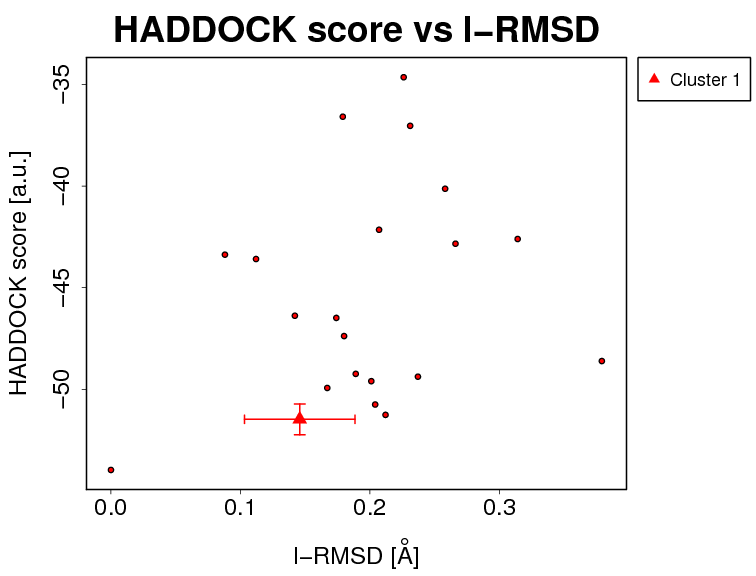 HADDOCK score vs I−RMSD
Cluster 1
HADDOCK score [a.u.]
−35
−40
−45
−50
0.0 0.1 0.2 0.3
I−RMSD [Å]